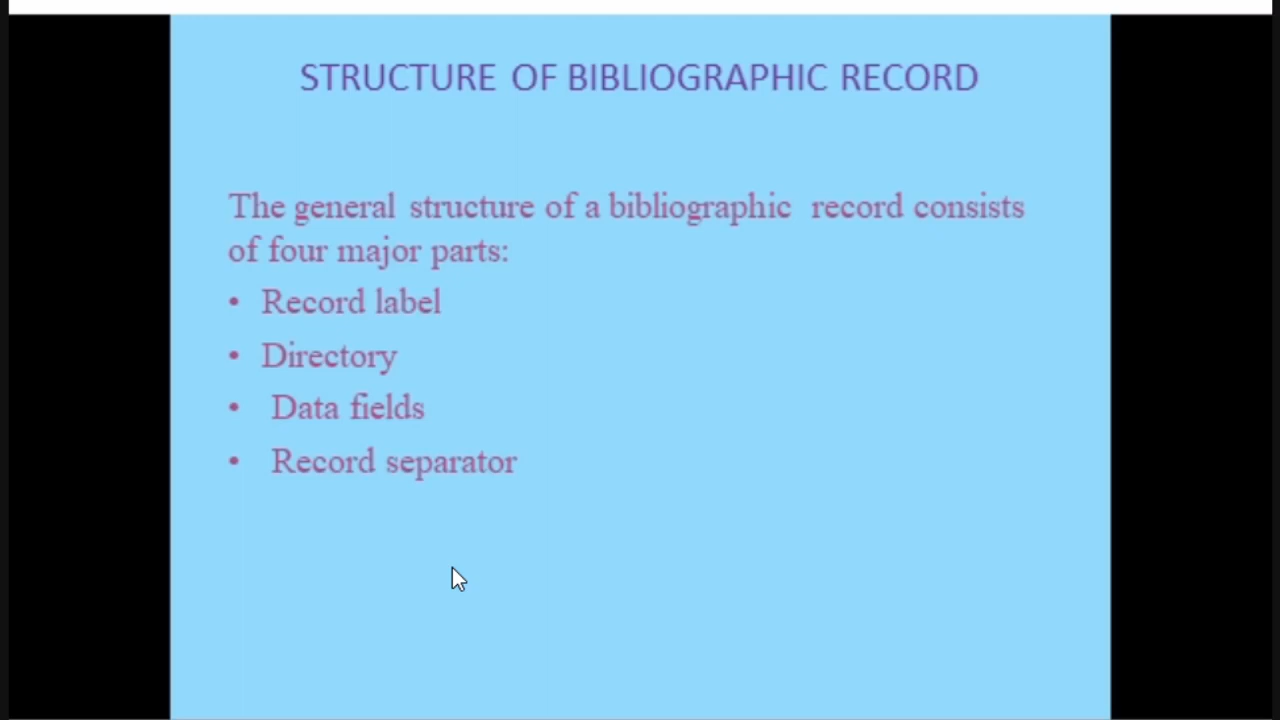 STRUCTURE OF BIBLIOGRAPHIC RECORD
The general structure of a bibliographic record consists
of four major parts:
• Record label
• Directory
• Data fields
• Record separator